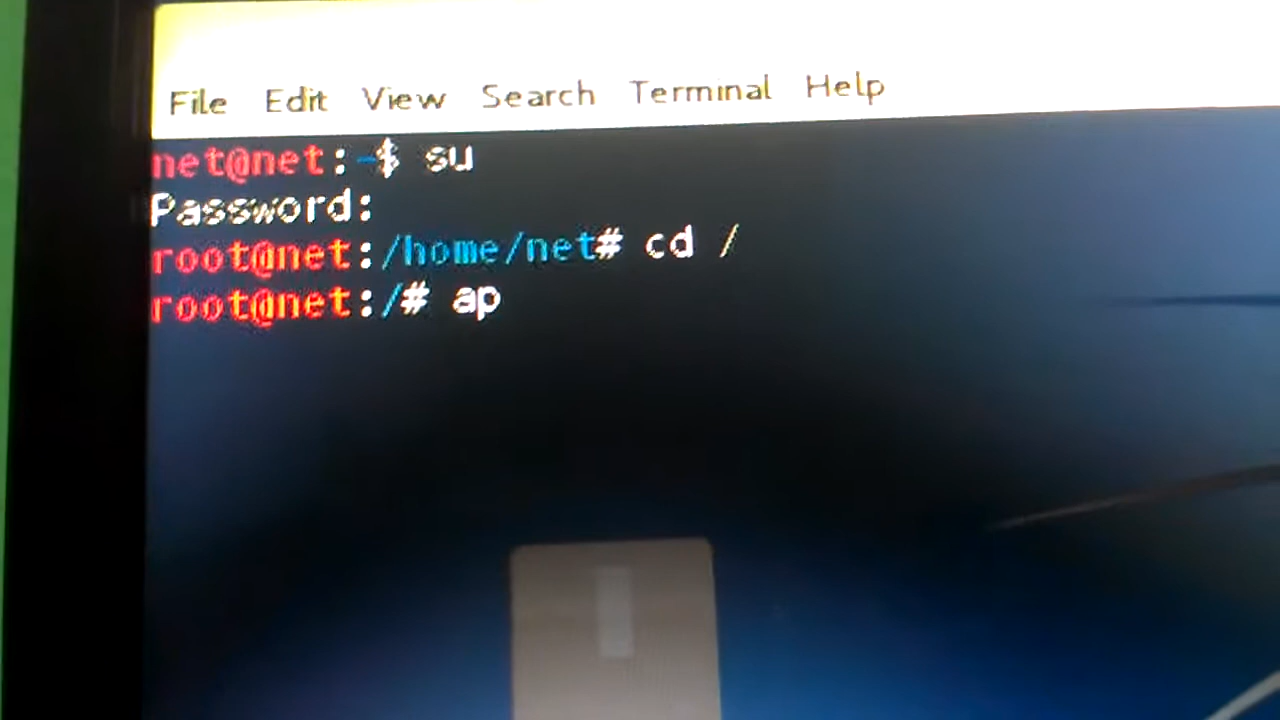 File Edit View Search Terminal Help
net@net:~$ su
Password:
root@net:/home/net# cd /
root@net:/# ap